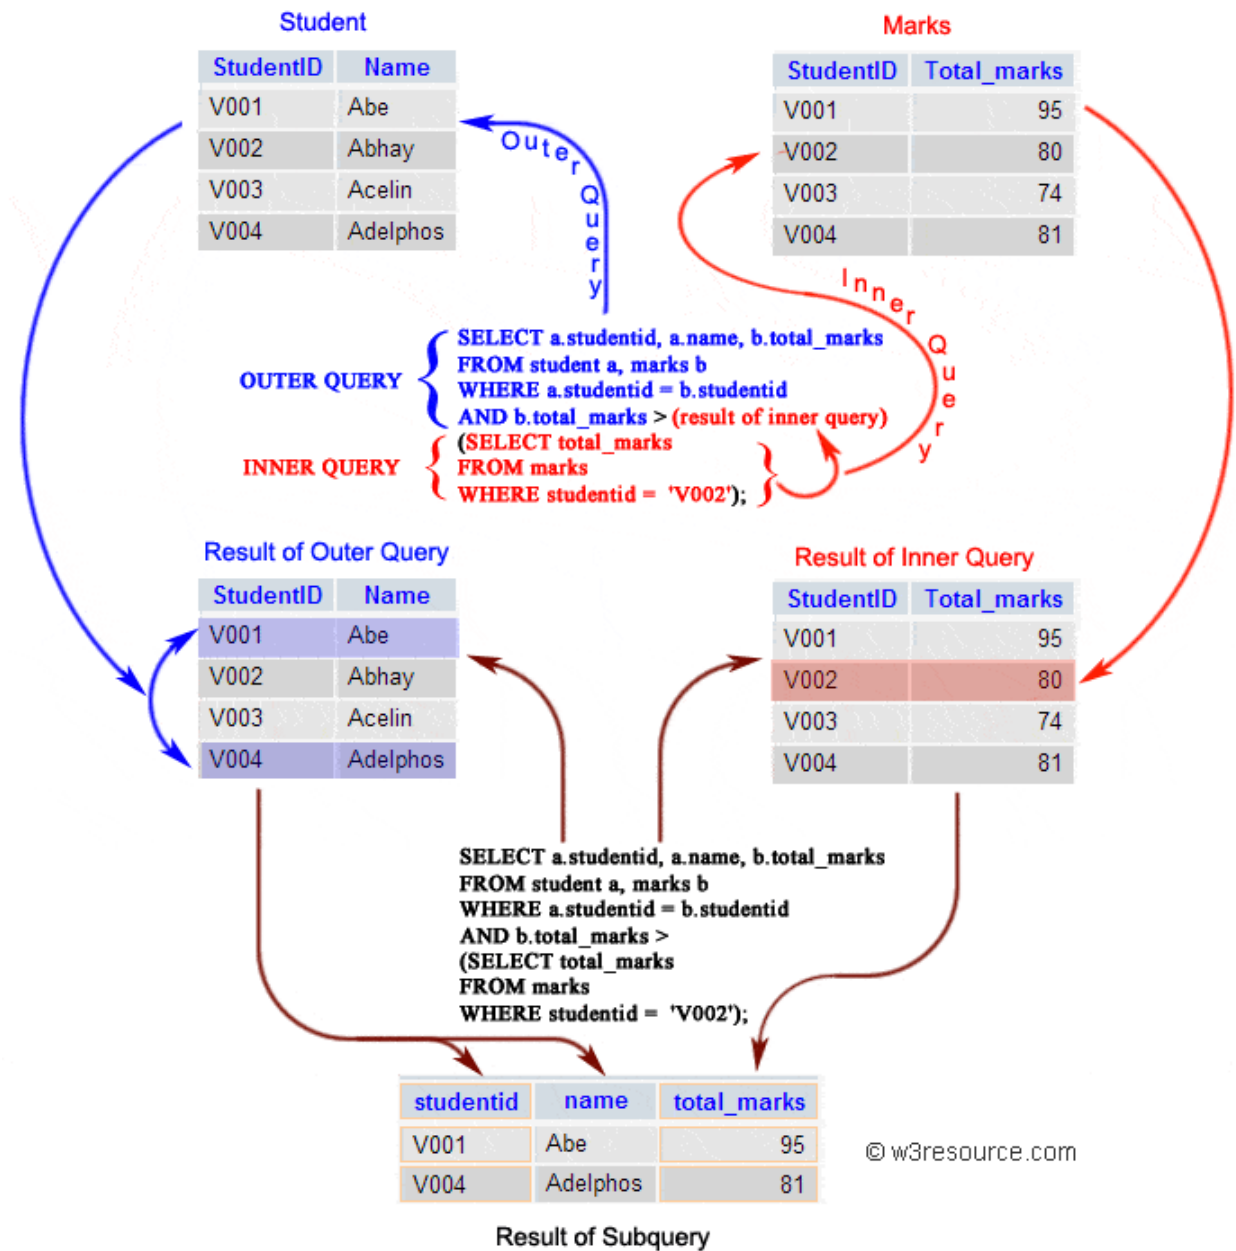 Student
StudentID Name
V001 Abe
V002 Abhay
V003 Acelin
V004 Adelphos
Marks
StudentID Total_marks
V001 95
V002 80
V003 74
V004 81
Outer Query
Inner Query
OUTER QUERY
SELECT a.studentid, a.name, b.total_marks
FROM student a, marks b
WHERE a.studentid = b.studentid
AND b.total_marks > (result of inner query)
INNER QUERY
(SELECT total_marks
FROM marks
WHERE studentid = 'V002');
Result of Outer Query
StudentID Name
V001 Abe
V002 Abhay
V003 Acelin
V004 Adelphos
Result of Inner Query
StudentID Total_marks
V001 95
V002 80
V003 74
V004 81
SELECT a.studentid, a.name, b.total_marks
FROM student a, marks b
WHERE a.studentid = b.studentid
AND b.total_marks >
(SELECT total_marks
FROM marks
WHERE studentid = 'V002');
studentid name total_marks
V001 Abe 95
V004 Adelphos 81
© w3resource.com
Result of Subquery